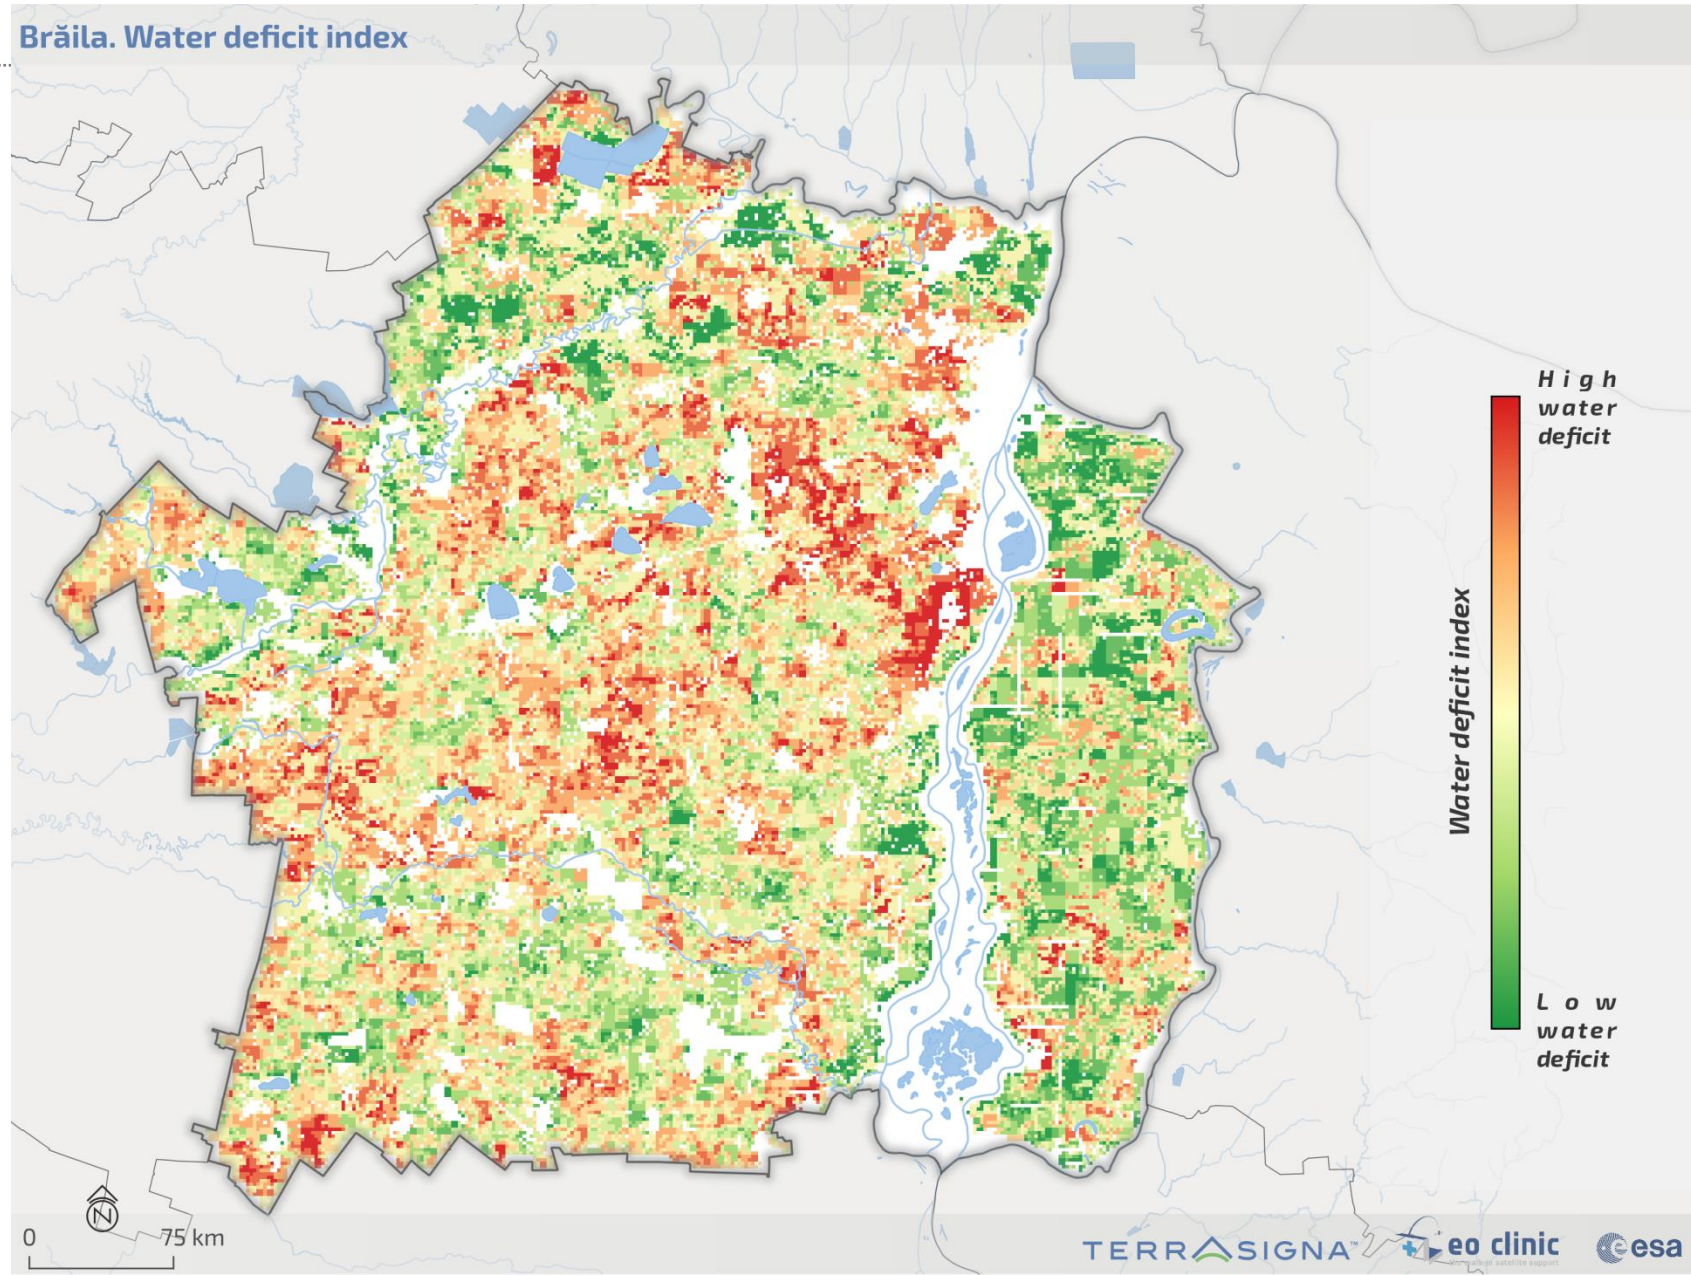 Brăila. Water deficit index
High
water
deficit
Water deficit index
Low
water
deficit
N
0 75 km
TERRASIGNA™
eo clinic
esa